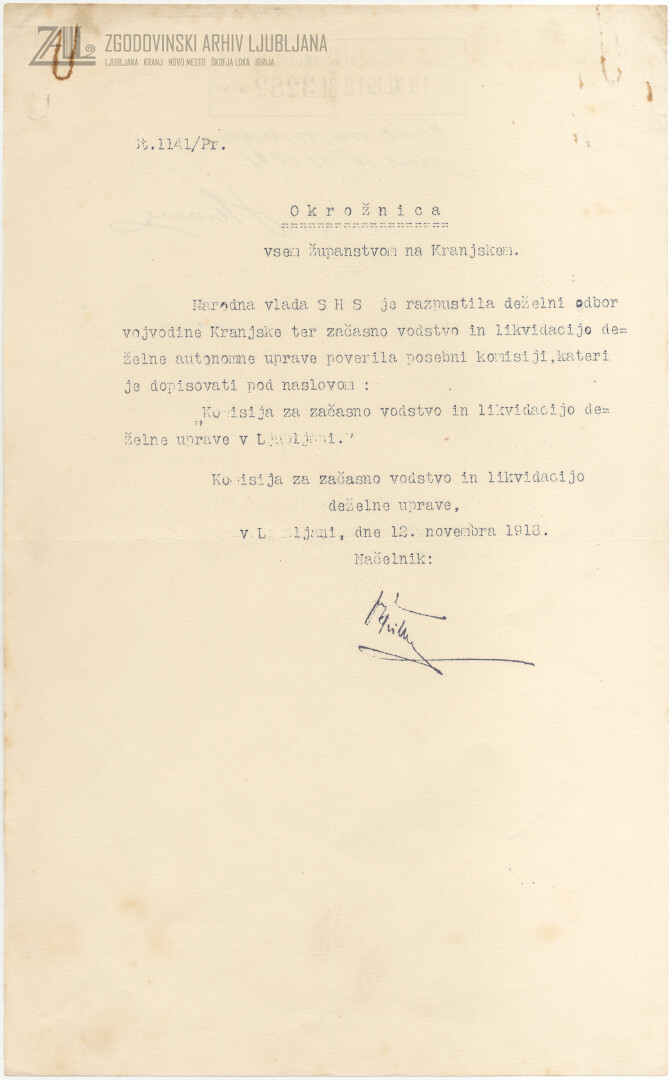 ZAL
ZGODOVINSKI ARHIV LJUBLJANA
LJUBLJANA KRANJ NOVO MESTO ŠKOFJA LOKA IDRIJA
Št.1141/Pr.
Okrožnica
vsem županstvom na Kranjskem.
Narodna vlada S H S je razpustila deželni odbor
vojvodine Kranjske ter začasno vodstvo in likvidacijo de=
želne autonomne uprave poverila posebni komisiji,kateri
je dopisovati pod naslovom :
„Komisija za začasno vodstvo in likvidacijo de=
želne uprave v Ljubljani."
Komisija za začasno vodstvo in likvidacijo
deželne uprave,
v Ljubljani, dne 12. novembra 1918.
Načelnik: